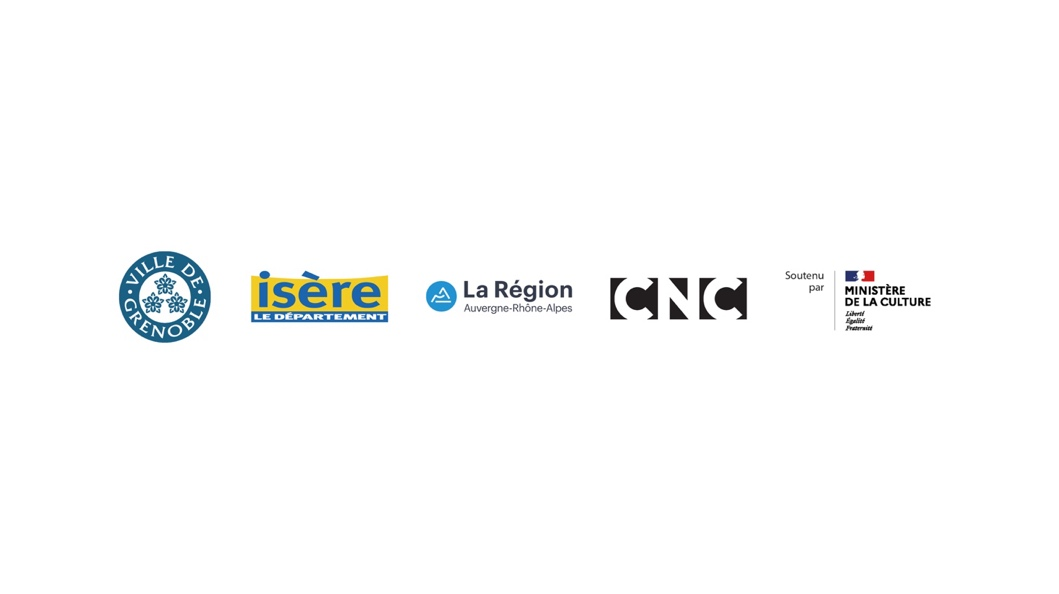 VILLE DE
GRENOBLE
isère
LE DÉPARTEMENT
La Région
Auvergne-Rhône-Alpes
CNC
Soutenu
par
MINISTÈRE
DE LA CULTURE
Liberté
Égalité
Fraternité